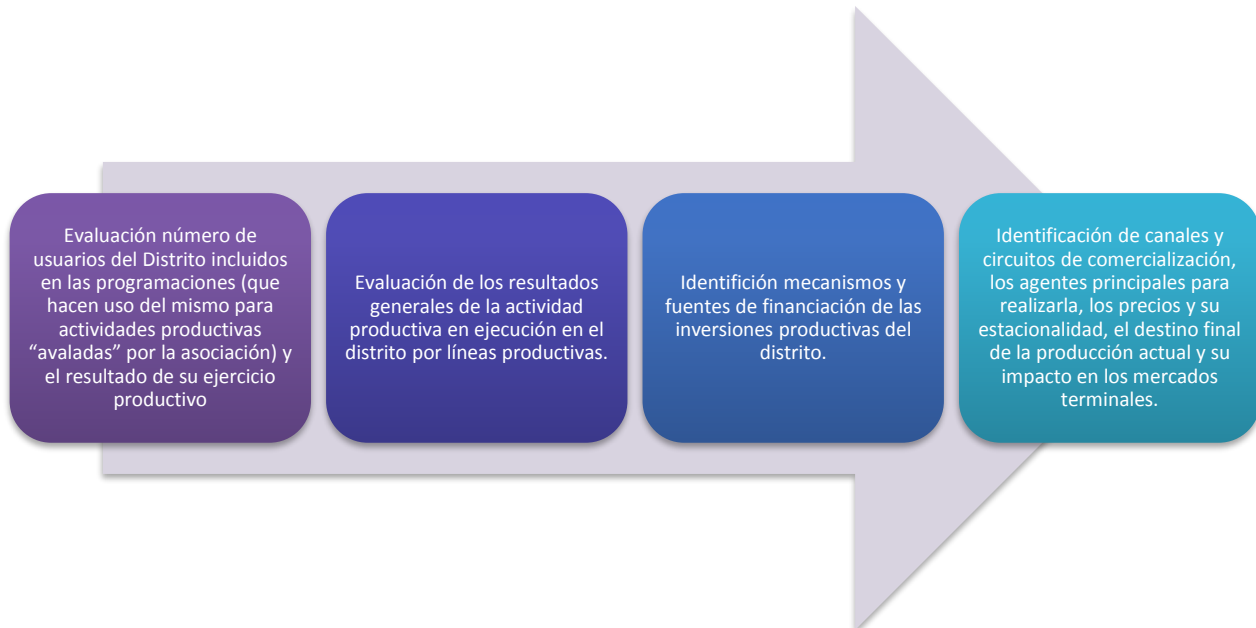 Evaluación número de
usuarios del Distrito incluidos
en las programaciones (que
hacen uso del mismo para
actividades productivas
“avaladas” por la asociación) y
el resultado de su ejercicio
productivo
Evaluación de los resultados
generales de la actividad
productiva en ejecución en el
distrito por líneas productivas.
Identifición mecanismos y
fuentes de financiación de las
inversiones productivas del
distrito.
Identificación de canales y
circuitos de comercialización,
los agentes principales para
realizarla, los precios y su
estacionalidad, el destino final
de la producción actual y su
impacto en los mercados
terminales.